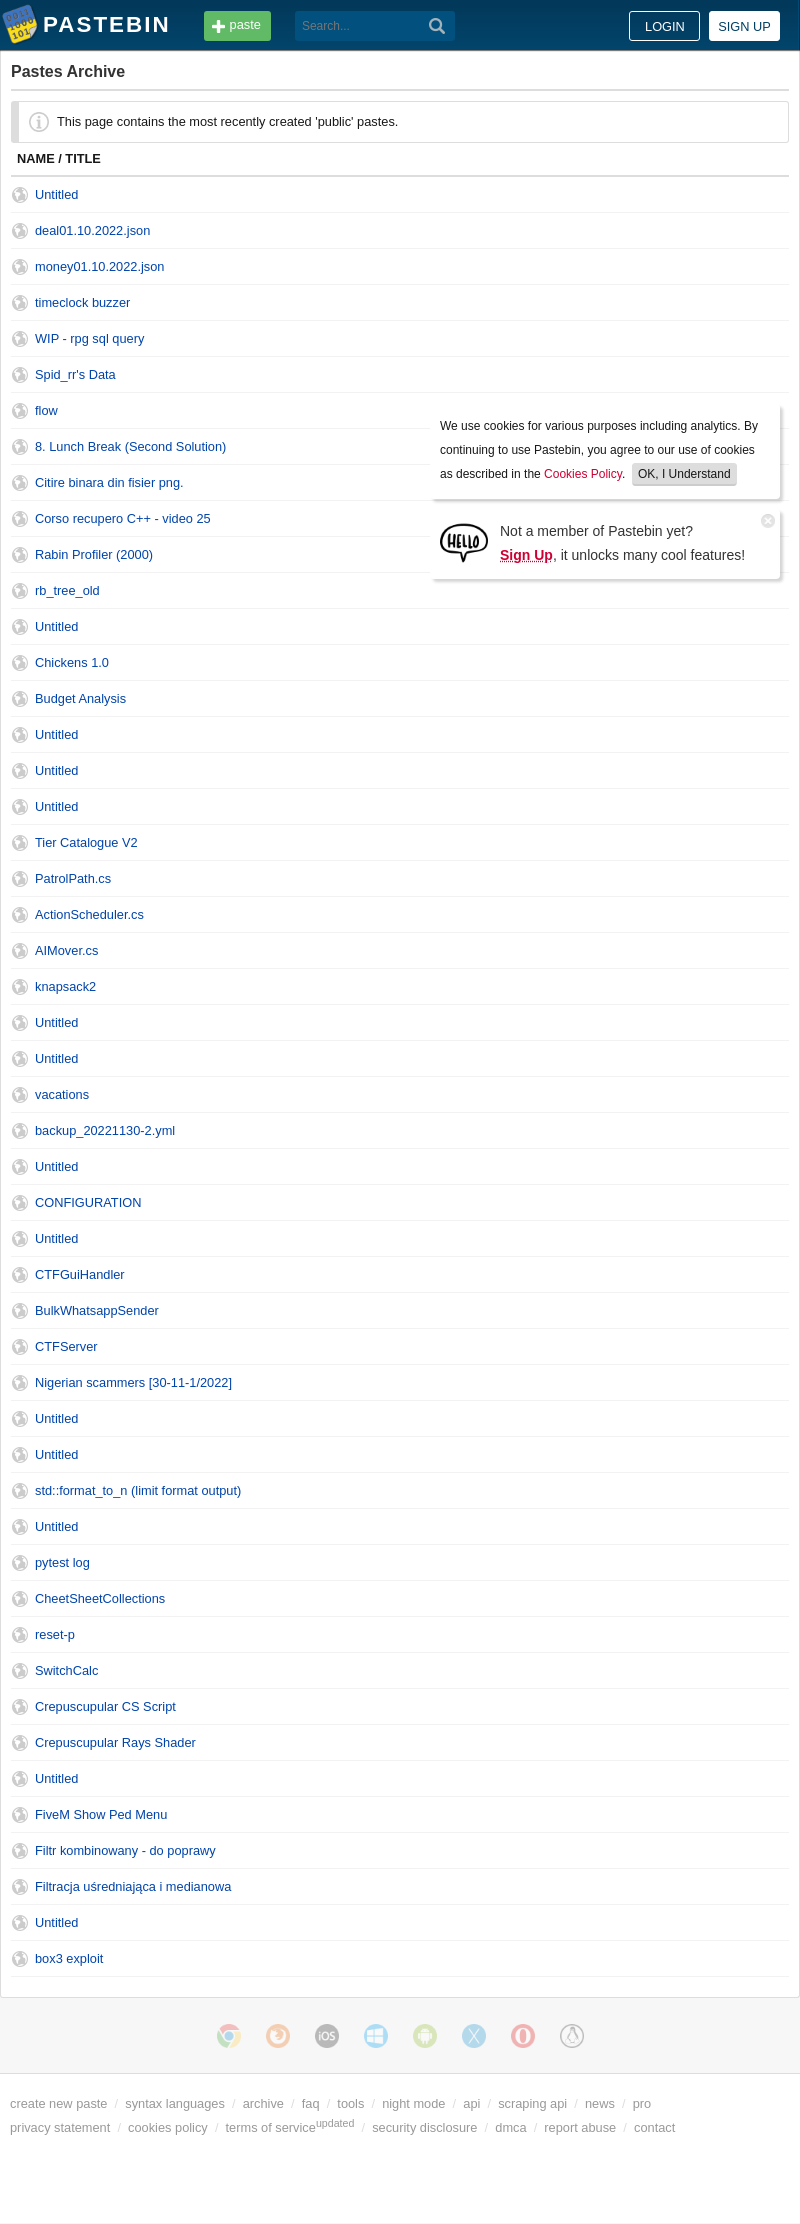 PASTEBIN
paste
Search...
LOGIN
SIGN UP
Pastes Archive
This page contains the most recently created 'public' pastes.
NAME / TITLE
Untitled
deal01.10.2022.json
money01.10.2022.json
timeclock buzzer
WIP - rpg sql query
Spid_rr's Data
flow
8. Lunch Break (Second Solution)
Citire binara din fisier png.
Corso recupero C++ - video 25
Rabin Profiler (2000)
rb_tree_old
We use cookies for various purposes including analytics. By
continuing to use Pastebin, you agree to our use of cookies
as described in the Cookies Policy. OK, I Understand
HELLO
Not a member of Pastebin yet?
Sign Up, it unlocks many cool features!
Untitled
Chickens 1.0
Budget Analysis
Untitled
Untitled
Untitled
Tier Catalogue V2
PatrolPath.cs
ActionScheduler.cs
AIMover.cs
knapsack2
Untitled
Untitled
vacations
backup_20221130-2.yml
Untitled
CONFIGURATION
Untitled
CTFGuiHandler
BulkWhatsappSender
CTFServer
Nigerian scammers [30-11-1/2022]
Untitled
Untitled
std::format_to_n (limit format output)
Untitled
pytest log
CheetSheetCollections
reset-p
SwitchCalc
Crepuscupular CS Script
Crepuscupular Rays Shader
Untitled
FiveM Show Ped Menu
Filtr kombinowany - do poprawy
Filtracja uśredniająca i medianowa
Untitled
box3 exploit
iOS
create new paste / syntax languages / archive / faq / tools / night mode / api / scraping api / news / pro
privacy statement / cookies policy / terms of service updated / security disclosure / dmca / report abuse / contact